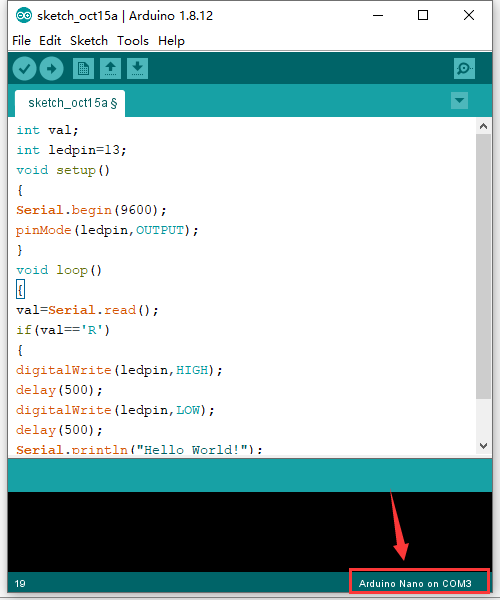 sketch_oct15a | Arduino 1.8.12
File Edit Sketch Tools Help
sketch_oct15a §
int val;
int ledpin=13;
void setup()
{
Serial.begin(9600);
pinMode(ledpin,OUTPUT);
}
void loop()
{
val=Serial.read();
if(val=='R')
{
digitalWrite(ledpin,HIGH);
delay(500);
digitalWrite(ledpin,LOW);
delay(500);
Serial.println("Hello World!");
19
Arduino Nano on COM3